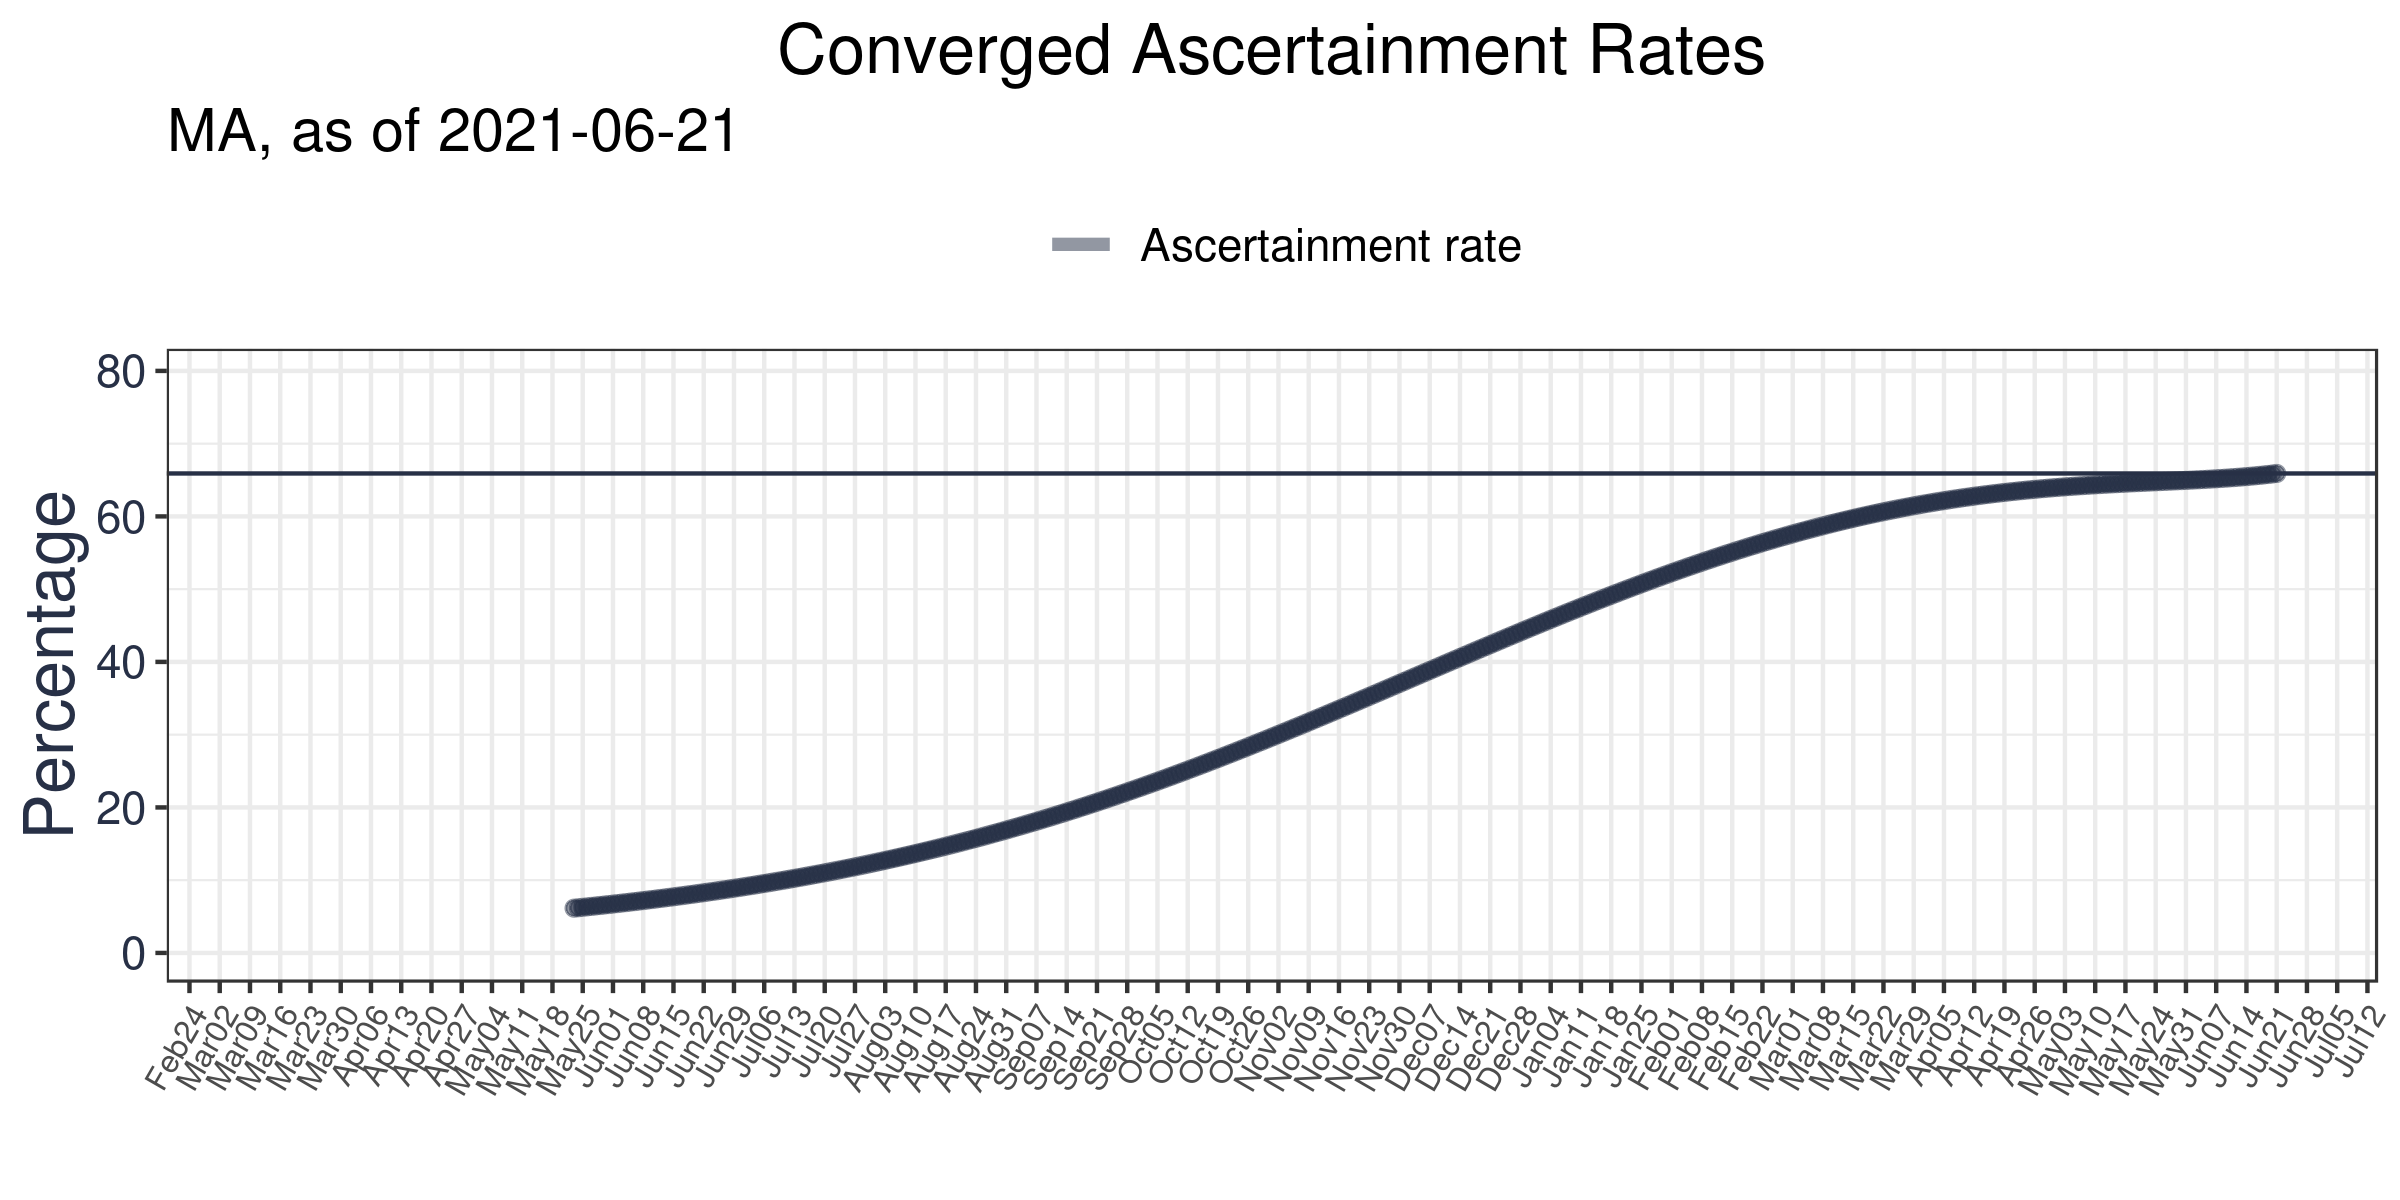 Converged Ascertainment Rates
MA, as of 2021-06-21
Ascertainment rate
Percentage
80
60
40
20
0
Feb24
Mar02
Mar09
Mar16
Mar23
Mar30
Apr06
Apr13
Apr20
Apr27
May04
May11
May18
May25
Jun01
Jun08
Jun15
Jun22
Jun29
Jul06
Jul13
Jul20
Jul27
Aug03
Aug10
Aug17
Aug24
Aug31
Sep07
Sep14
Sep21
Sep28
Oct05
Oct12
Oct19
Oct26
Nov02
Nov09
Nov16
Nov23
Nov30
Dec07
Dec14
Dec21
Dec28
Jan04
Jan11
Jan18
Jan25
Feb01
Feb08
Feb15
Feb22
Mar01
Mar08
Mar15
Mar22
Mar29
Apr05
Apr12
Apr19
Apr26
May03
May10
May17
May24
May31
Jun07
Jun14
Jun21
Jun28
Jul05
Jul12